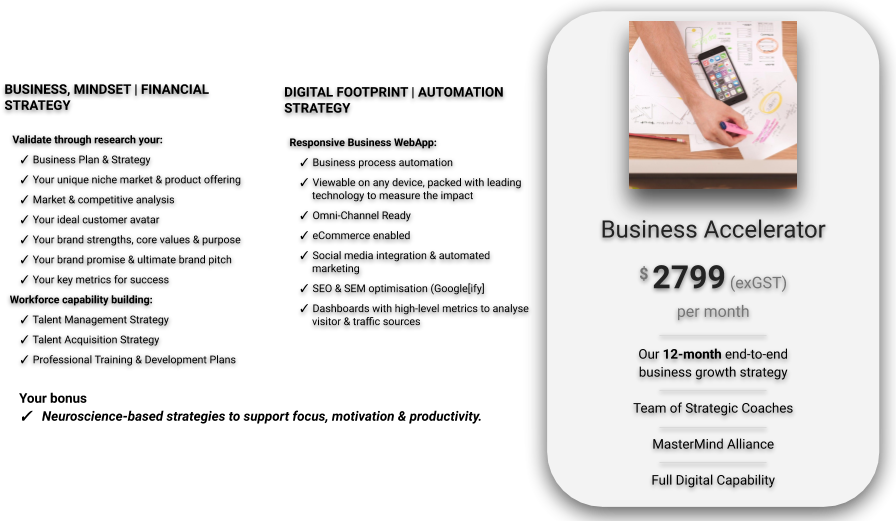 BUSINESS, MINDSET | FINANCIAL
STRATEGY
Validate through research your:
✓ Business Plan & Strategy
✓ Your unique niche market & product offering
✓ Market & competitive analysis
✓ Your ideal customer avatar
✓ Your brand strengths, core values & purpose
✓ Your brand promise & ultimate brand pitch
✓ Your key metrics for success
Workforce capability building:
✓ Talent Management Strategy
✓ Talent Acquisition Strategy
✓ Professional Training & Development Plans
DIGITAL FOOTPRINT | AUTOMATION
STRATEGY
Responsive Business WebApp:
✓ Business process automation
✓ Viewable on any device, packed with leading
technology to measure the impact
✓ Omni-Channel Ready
✓ eCommerce enabled
✓ Social media integration & automated
marketing
✓ SEO & SEM optimisation (Google[ify]
✓ Dashboards with high-level metrics to analyse
visitor & traffic sources
Your bonus
✓ Neuroscience-based strategies to support focus, motivation & productivity.
Business Accelerator
$2799 (exGST)
per month
Our 12-month end-to-end
business growth strategy
Team of Strategic Coaches
MasterMind Alliance
Full Digital Capability